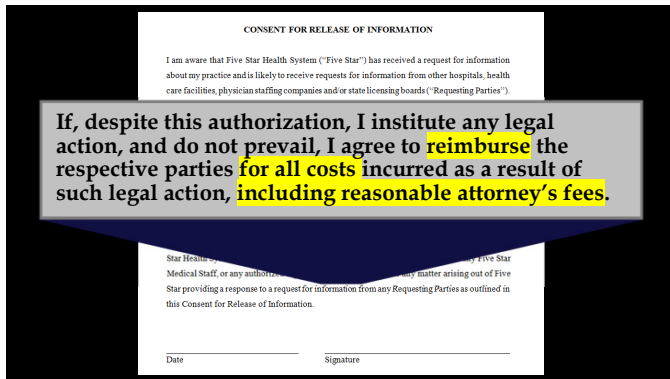 CONSENT FOR RELEASE OF INFORMATION
I am aware that Five Star Health System (“Five Star”) has received a request for information
about my practice and is likely to receive requests for information from other hospitals, health
care facilities, physician staffing companies and/or state licensing boards (“Requesting Parties”).
If, despite this authorization, I institute any legal
action, and do not prevail, I agree to reimburse the
respective parties for all costs incurred as a result of
such legal action, including reasonable attorney’s fees.
Star Health Five Star
Medical Staff, or any any matter arising out of Five
Star providing a response to a request for information from any Requesting Parties as outlined in
this Consent for Release of Information.
Date Signature